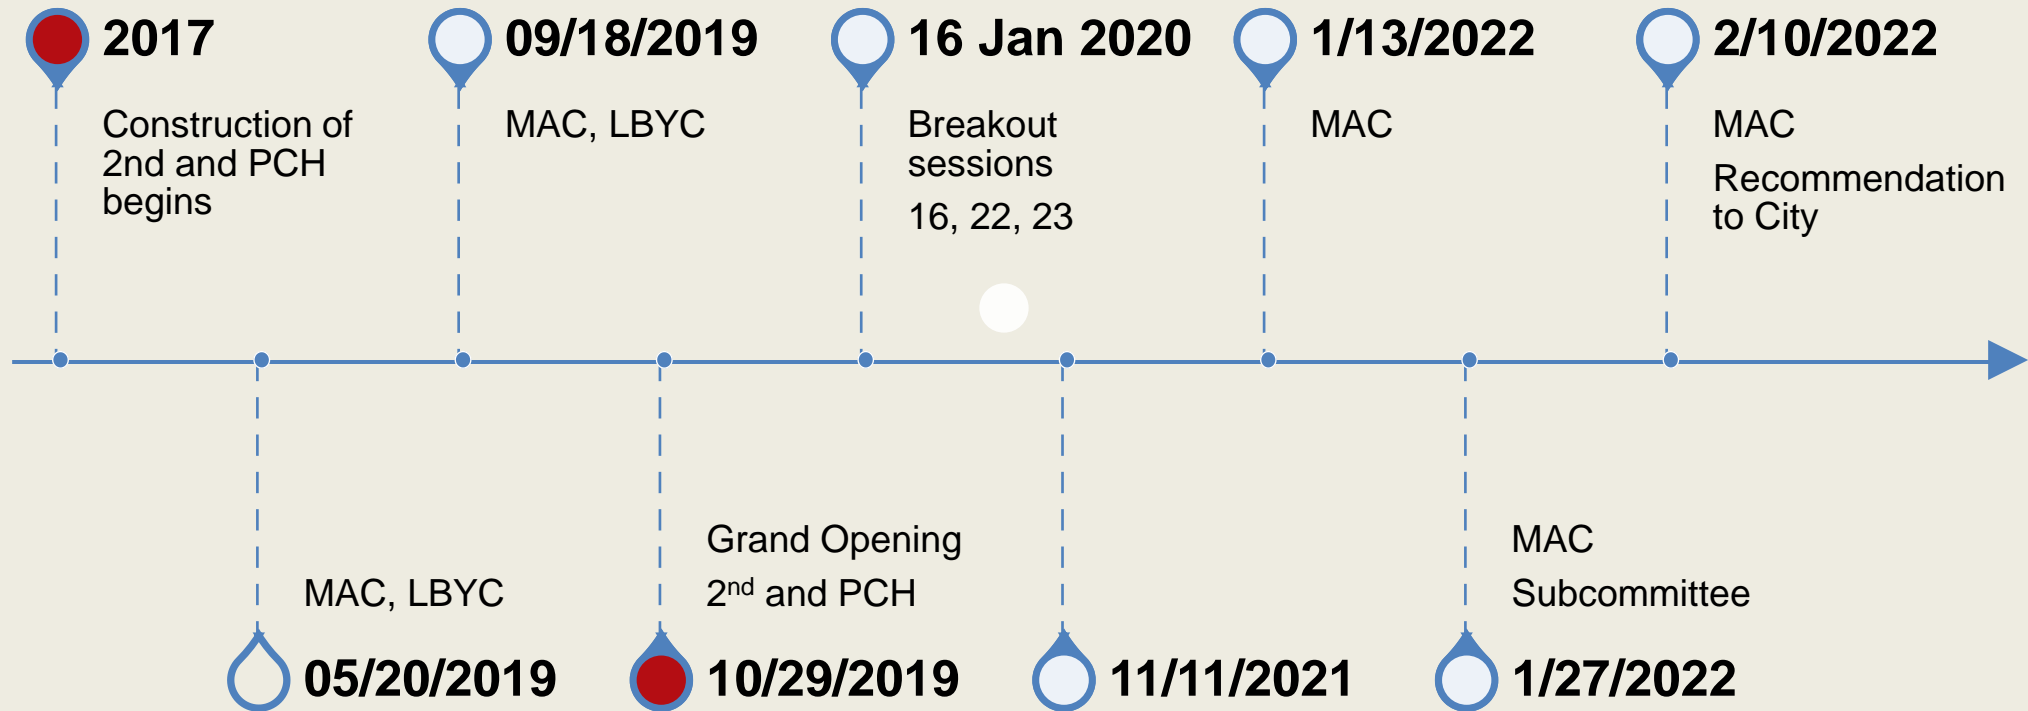 2017
Construction of
2nd and PCH
begins
09/18/2019
MAC, LBYC
16 Jan 2020
Breakout
sessions
16, 22, 23
1/13/2022
MAC
2/10/2022
MAC
Recommendation
to City
MAC, LBYC
05/20/2019
Grand Opening
2nd and PCH
10/29/2019
11/11/2021
MAC
Subcommittee
1/27/2022